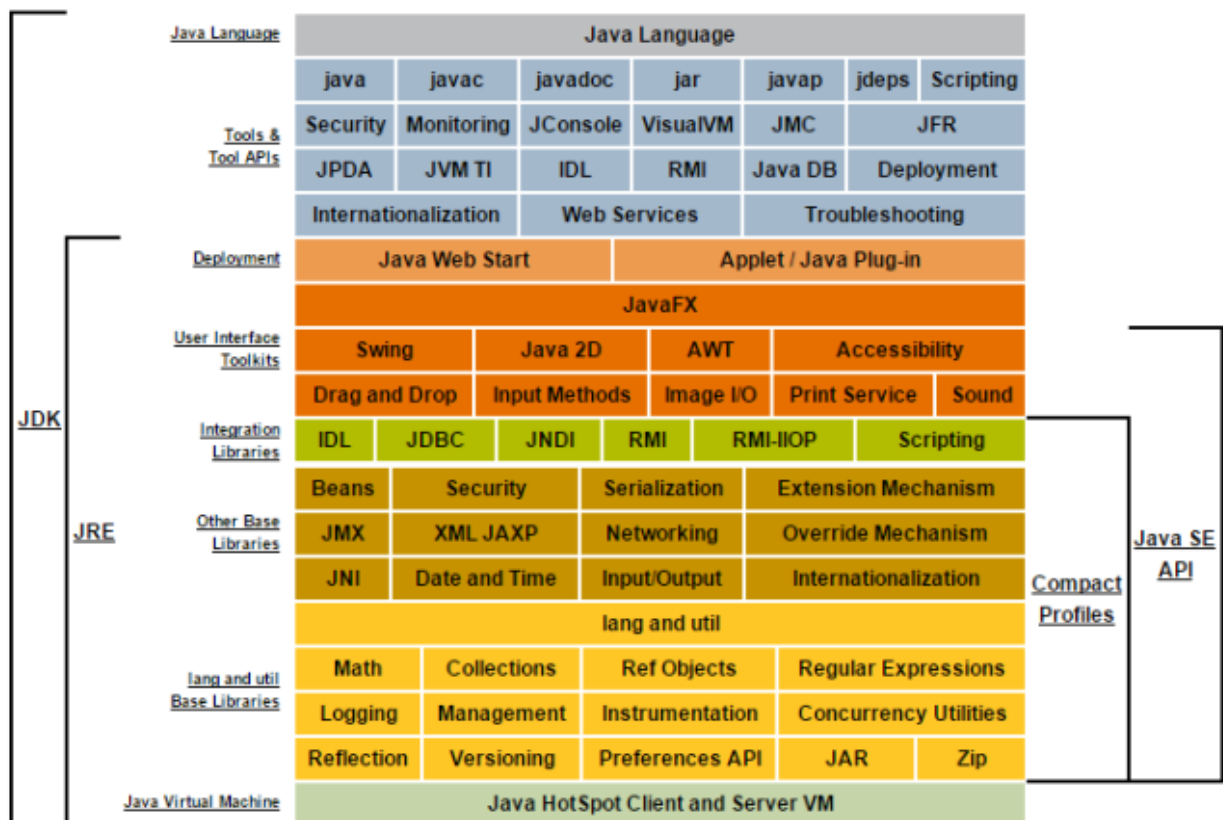 Java Language
Java Language
java javac javadoc jar javap jdeps Scripting
Tools &
Tool APIs
Security Monitoring JConsole VisualVM JMC JFR
JPDA JVM TI IDL RMI Java DB Deployment
Internationalization Web Services Troubleshooting
Deployment
Java Web Start Applet / Java Plug-in
JavaFX
User Interface
Toolkits
Swing Java 2D AWT Accessibility
Drag and Drop Input Methods Image I/O Print Service Sound
JDK
Integration
Libraries
IDL JDBC JNDI RMI RMI-IIOP Scripting
JRE
Other Base
Libraries
Beans Security Serialization Extension Mechanism
JMX XML JAXP Networking Override Mechanism
JNI Date and Time Input/Output Internationalization
Java SE
API
Compact
Profiles
lang and util
lang and util
Base Libraries
Math Collections Ref Objects Regular Expressions
Logging Management Instrumentation Concurrency Utilities
Reflection Versioning Preferences API JAR Zip
Java Virtual Machine
Java HotSpot Client and Server VM